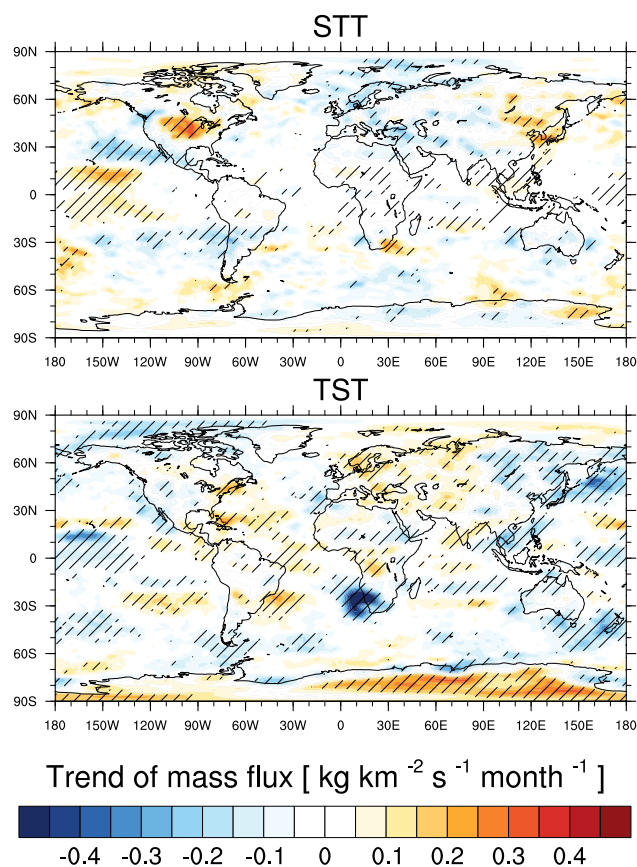 STT
90N
60N
30N
0
30S
60S
90S
180 150W 120W 90W 60W 30W 0 30E 60E 90E 120E 150E 180
TST
90N
60N
30N
0
30S
60S
90S
180 150W 120W 90W 60W 30W 0 30E 60E 90E 120E 150E 180
Trend of mass flux [ kg km -2 s -1 month -1 ]
-0.4 -0.3 -0.2 -0.1 0 0.1 0.2 0.3 0.4